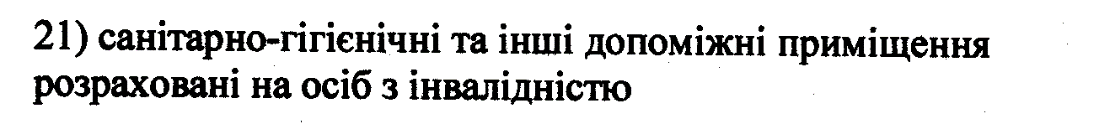 21) санітарно-гігієнічні та інші допоміжні приміщення
розраховані на осіб з інвалідністю